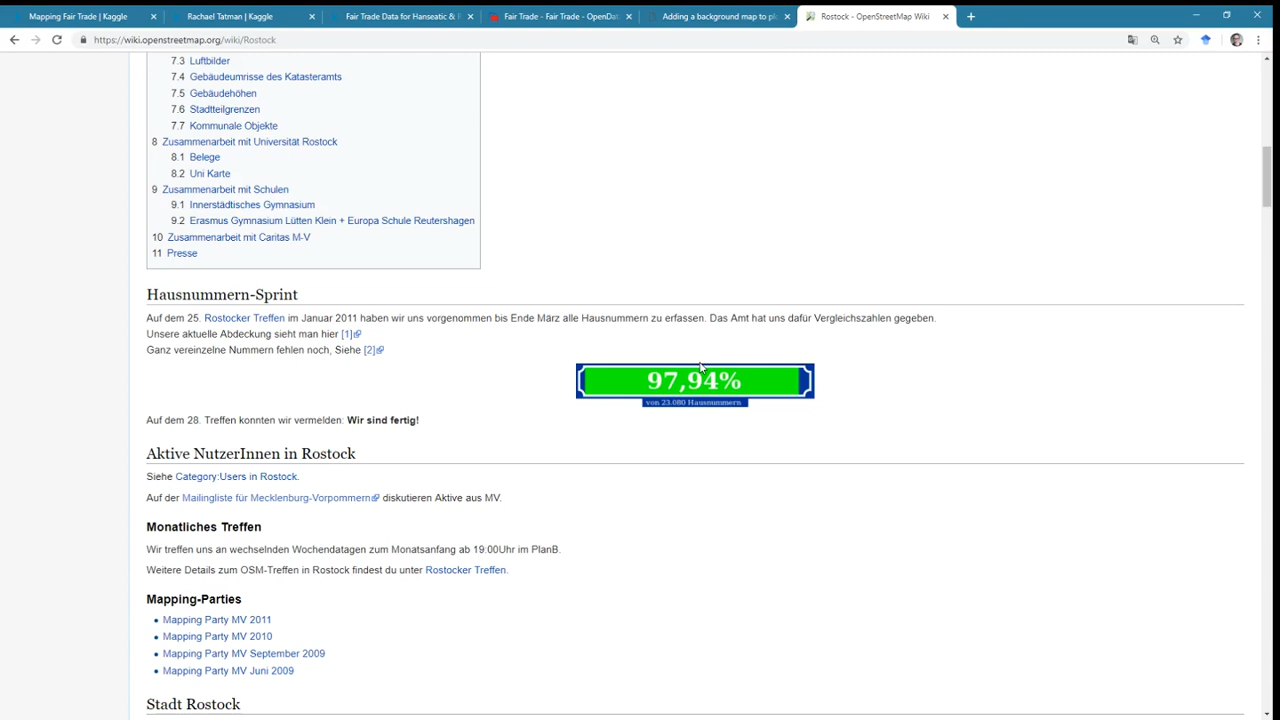 Mapping Fair Trade | Kaggle
Rachael Tatman | Kaggle
Fair Trade Data for Hanseatic &
Fair Trade - Fair Trade - OpenDat
Adding a background map to plo
Rostock - OpenStreetMap Wiki
https://wiki.openstreetmap.org/wiki/Rostock
7.3 Luftbilder
7.4 Gebäudeumrisse des Katasteramts
7.5 Gebäudehöhen
7.6 Stadtteilgrenzen
7.7 Kommunale Objekte
8 Zusammenarbeit mit Universität Rostock
8.1 Belege
8.2 Uni Karte
9 Zusammenarbeit mit Schulen
9.1 Innerstädtisches Gymnasium
9.2 Erasmus Gymnasium Lütten Klein + Europa Schule Reutershagen
10 Zusammenarbeit mit Caritas M-V
11 Presse
Hausnummern-Sprint
Auf dem 25. Rostocker Treffen im Januar 2011 haben wir uns vorgenommen bis Ende März alle Hausnummern zu erfassen. Das Amt hat uns dafür Vergleichszahlen gegeben.
Unsere aktuelle Abdeckung sieht man hier [1]
Ganz vereinzelne Nummern fehlen noch, Siehe [2]
97,94%
von 23.080 Hausnummern
Auf dem 28. Treffen konnten wir vermelden: Wir sind fertig!
Aktive NutzerInnen in Rostock
Siehe Category:Users in Rostock.
Auf der Mailingliste für Mecklenburg-Vorpommern diskutieren Aktive aus MV.
Monatliches Treffen
Wir treffen uns an wechselnden Wochendatagen zum Monatsanfang ab 19:00Uhr im PlanB.
Weitere Details zum OSM-Treffen in Rostock findest du unter Rostocker Treffen.
Mapping-Parties
Mapping Party MV 2011
Mapping Party MV 2010
Mapping Party MV September 2009
Mapping Party MV Juni 2009
Stadt Rostock